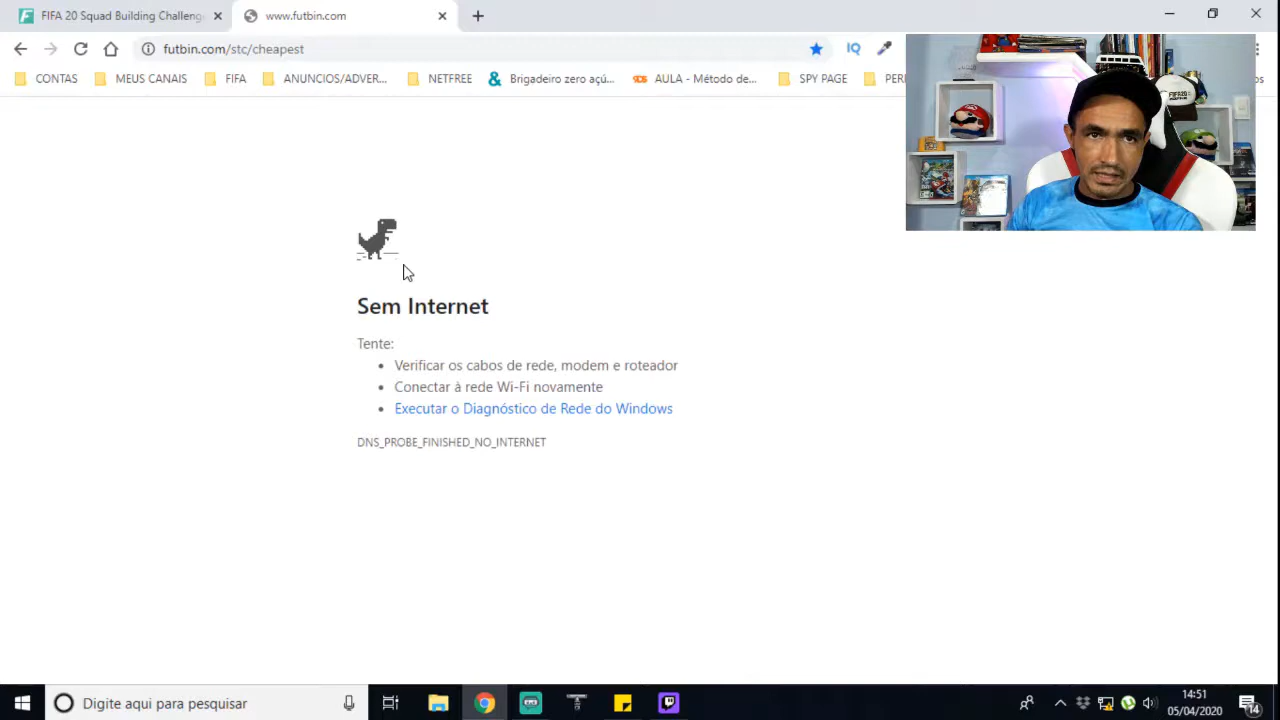 FIFA 20 Squad Building Challeng
www.futbin.com
futbin.com/stc/cheapest
IQ
CONTAS
MEUS CANAIS
FIFA
ANUNCIOS/ADVER...
NETFREE
Brigadeiro zero açú...
AULA - Método de...
SPY PAGE
FIFA20
Sem Internet
Tente:
Verificar os cabos de rede, modem e roteador
Conectar à rede Wi-Fi novamente
Executar o Diagnóstico de Rede do Windows
DNS_PROBE_FINISHED_NO_INTERNET
Digite aqui para pesquisar
14:51
05/04/2020
14